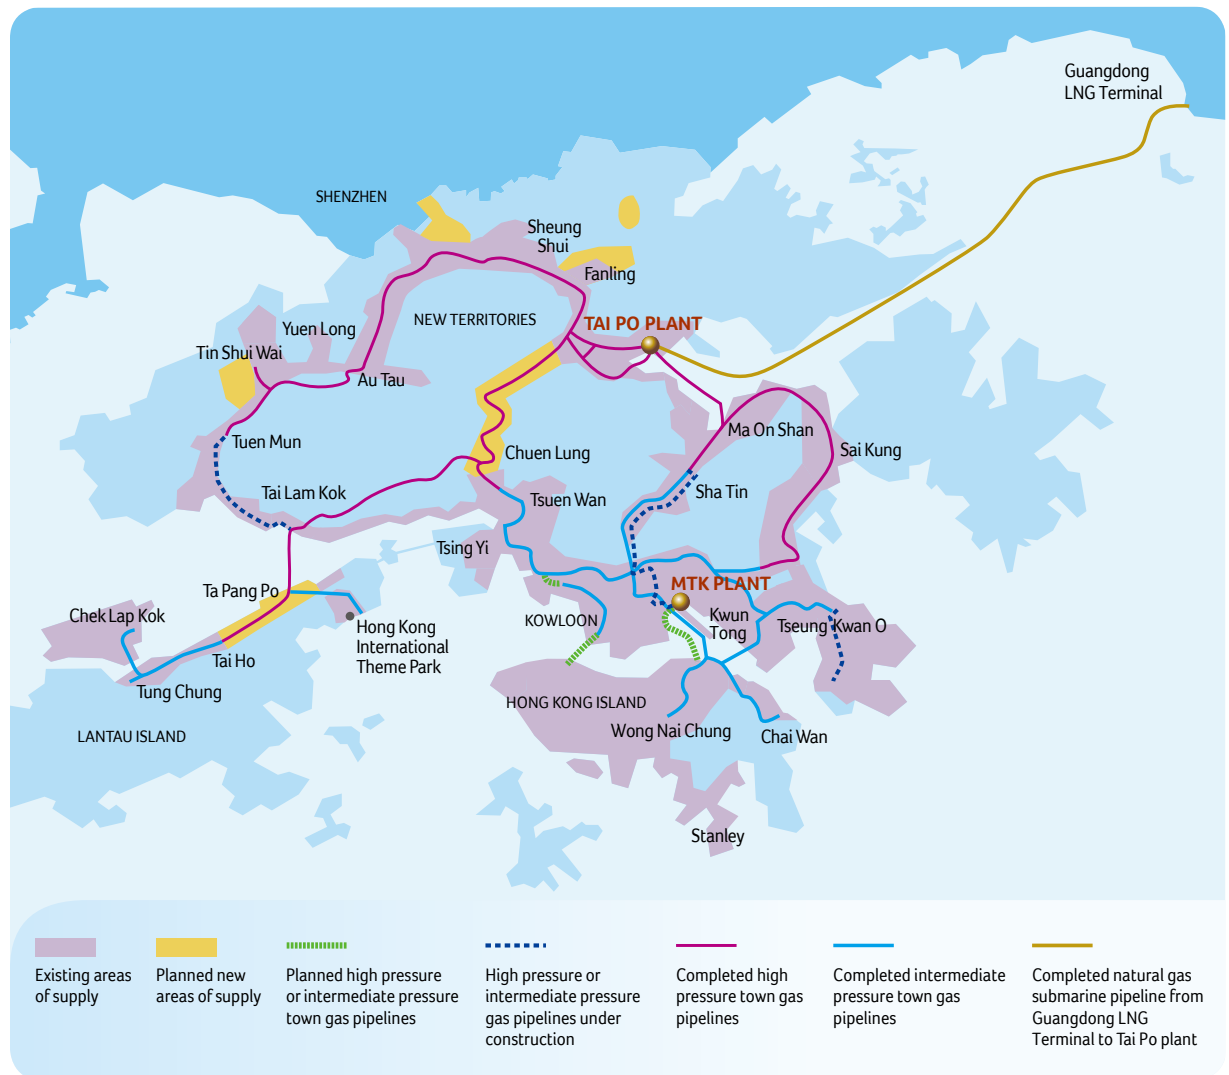 Guangdong
LNG Terminal
SHENZHEN
Sheung
Shui
Fanling
NEW TERRITORIES
TAI PO PLANT
Yuen Long
Tin Shui Wai
Au Tau
Ma On Shan
Tuen Mun
Sai Kung
Chuen Lung
Tai Lam Kok
Sha Tin
Tsuen Wan
Tsing Yi
MTK PLANT
Ta Pang Po
Chek Lap Kok
KOWLOON
Kwun
Tong
Tseung Kwan O
Hong Kong
International
Theme Park
Tai Ho
Tung Chung
HONG KONG ISLAND
Wong Nai Chung
Chai Wan
LANTAU ISLAND
Stanley
Existing areas
of supply
Planned new
areas of supply
Planned high pressure
or intermediate pressure
town gas pipelines
High pressure or
intermediate pressure
gas pipelines under
construction
Completed high
pressure town gas
pipelines
Completed intermediate
pressure town gas
pipelines
Completed natural gas
submarine pipeline from
Guangdong LNG
Terminal to Tai Po plant